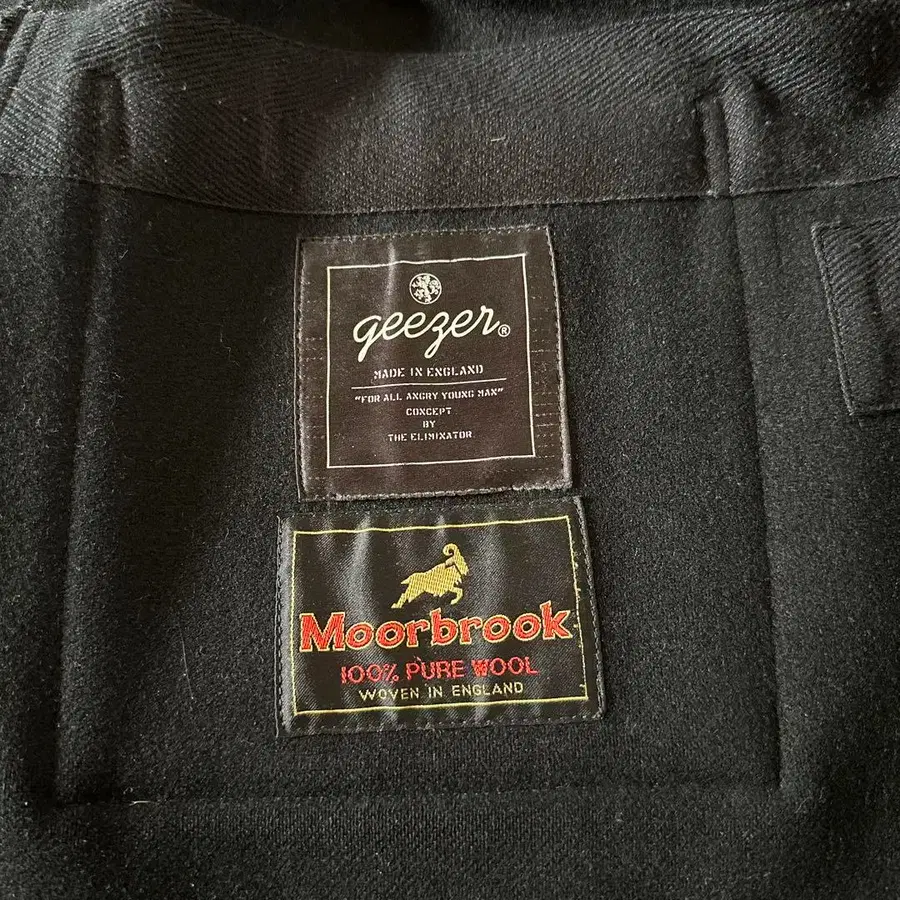 geezer®
MADE IN ENGLAND
"FOR ALL ANGRY YOUNG MAN"
CONCEPT
BY
THE ELIMINATOR
Moorbrook
100% PURE WOOL
WOVEN IN ENGLAND